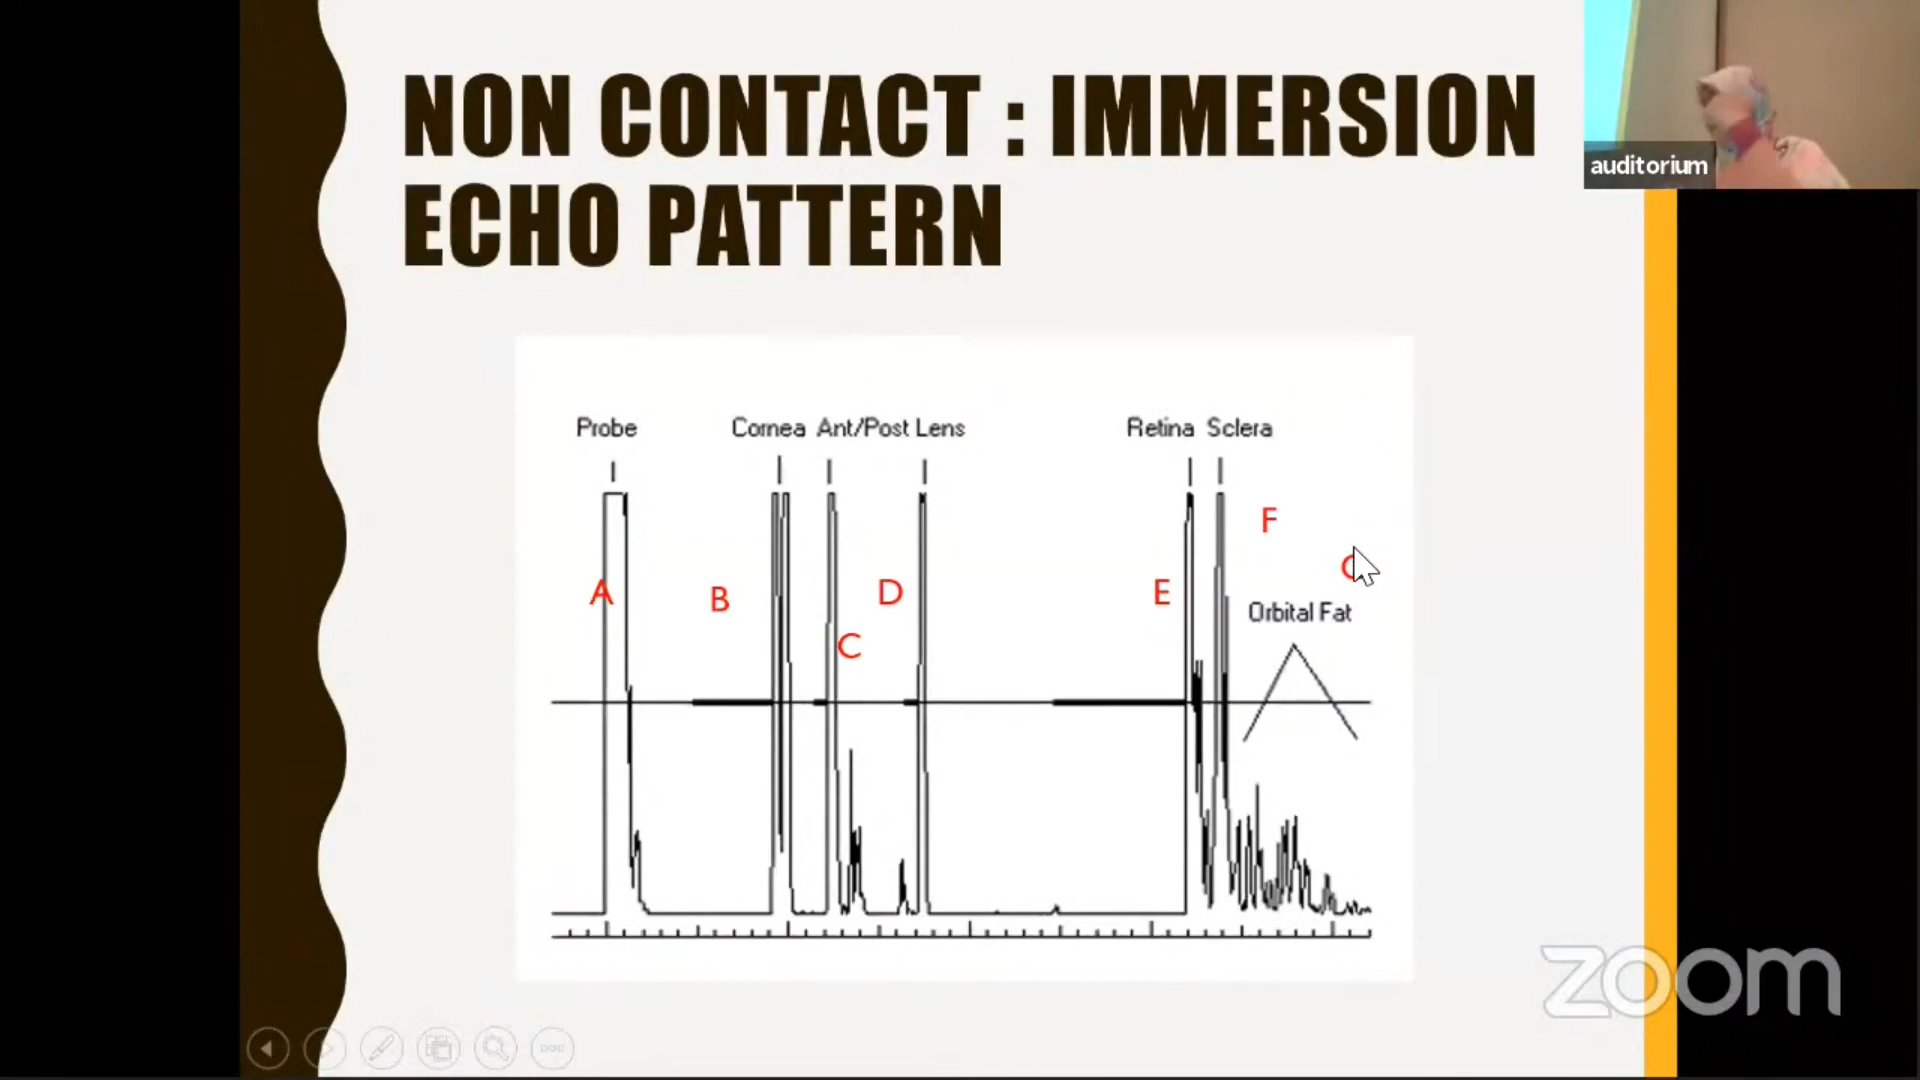 NON CONTACT : IMMERSION
ECHO PATTERN
auditorium
Probe Cornea Ant/Post Lens Retina Sclera
F
A B D E
Orbital Fat
C
zoom